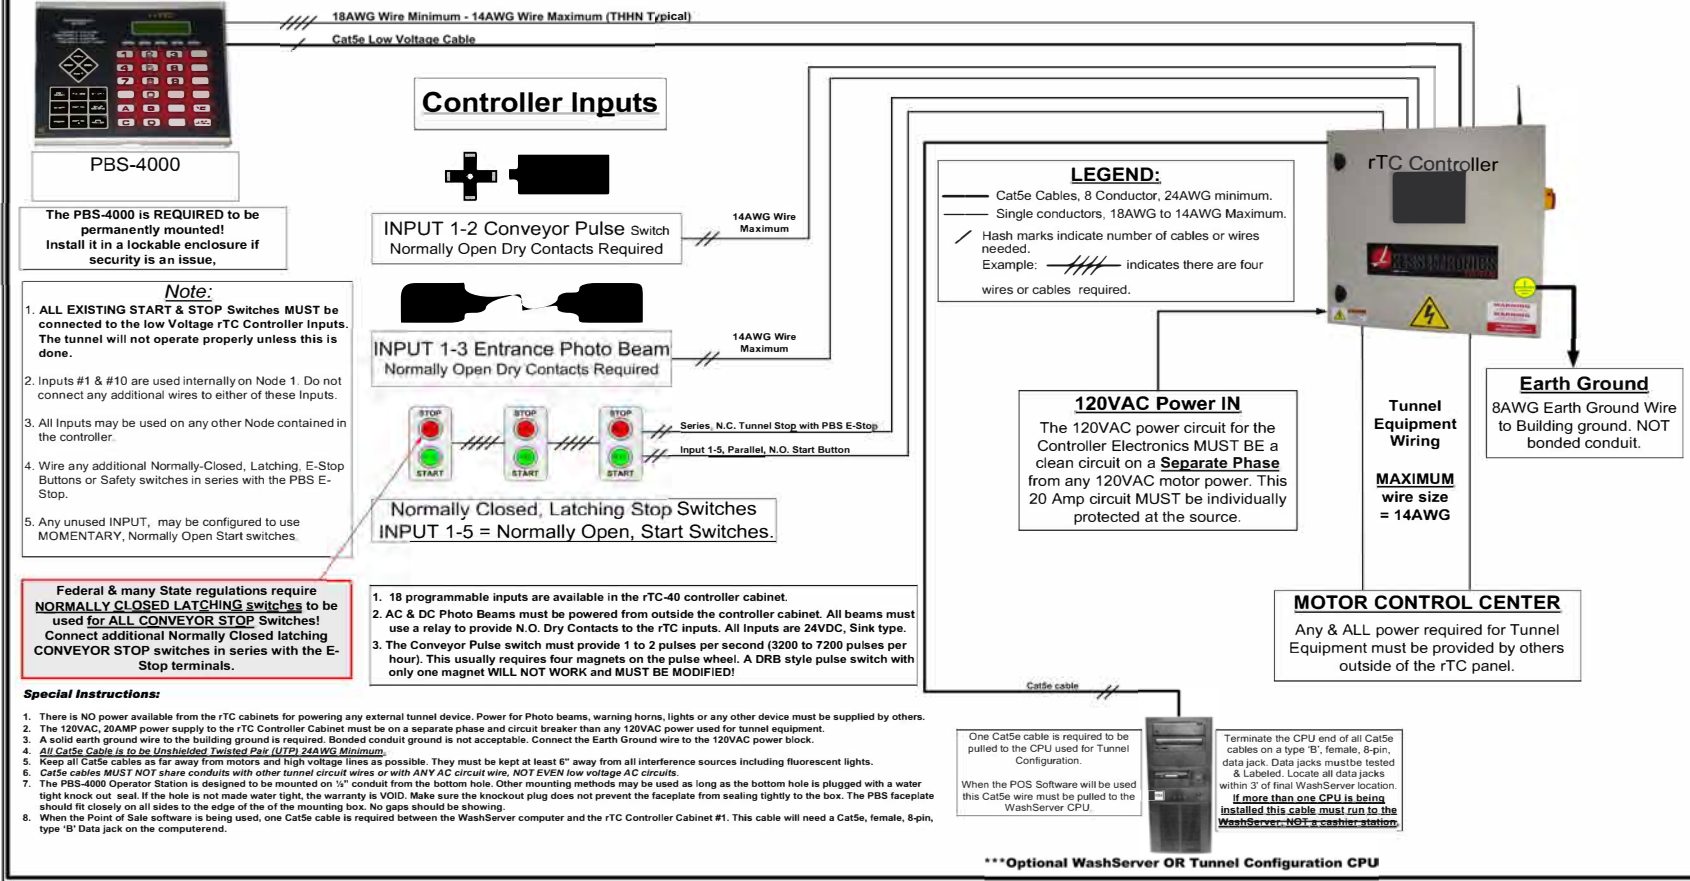 18AWG Wire Minimum - 14AWG Wire Maximum (THHN Typical)
Cat5e Low Voltage Cable
PBS-4000
The PBS-4000 is REQUIRED to be
permanently mounted!
Install it in a lockable enclosure if
security is an issue,
Note:
1. ALL EXISTING START & STOP Switches MUST be
connected to the low Voltage rTC Controller Inputs.
The tunnel will not operate properly unless this is
done.
2. Inputs #1 & #10 are used internally on Node 1. Do not
connect any additional wires to either of these Inputs.
3. All Inputs may be used on any other Node contained in
the controller.
4. Wire any additional Normally-Closed, Latching, E-Stop
Buttons or Safety switches in series with the PBS E-
Stop.
5. Any unused INPUT, may be configured to use
MOMENTARY, Normally Open Start switches
Federal & many State regulations require
NORMALLY CLOSED LATCHING switches to be
used for ALL CONVEYOR STOP Switches!
Connect additional Normally Closed latching
CONVEYOR STOP switches in series with the E-
Stop terminals.
Controller Inputs
INPUT 1-2 Conveyor Pulse Switch
Normally Open Dry Contacts Required
14AWG Wire
Maximum
INPUT 1-3 Entrance Photo Beam
Normally Open Dry Contacts Required
14AWG Wire
Maximum
STOP
START
STOP
START
STOP
START
Series, N.C. Tunnel Stop with PBS E-Stop
Input 1-5, Parallel, N.O. Start Button
Normally Closed, Latching Stop Switches
INPUT 1-5 = Normally Open, Start Switches.
1. 18 programmable inputs are available in the rTC-40 controller cabinet.
2. AC & DC Photo Beams must be powered from outside the controller cabinet. All beams must
use a relay to provide N.O. Dry Contacts to the rTC inputs. All Inputs are 24VDC, Sink type.
3. The Conveyor Pulse switch must provide 1 to 2 pulses per second (3200 to 7200 pulses per
hour). This usually requires four magnets on the pulse wheel. A DRB style pulse switch with
only one magnet WILL NOT WORK and MUST BE MODIFIED!
LEGEND:
Cat5e Cables, 8 Conductor, 24AWG minimum.
Single conductors, 18AWG to 14AWG Maximum.
Hash marks indicate number of cables or wires
needed.
Example: indicates there are four
wires or cables required.
rTC Controller
KESSELTRONICS
WARNING
WARNING
120VAC Power IN
The 120VAC power circuit for the
Controller Electronics MUST BE a
clean circuit on a Separate Phase
from any 120VAC motor power. This
20 Amp circuit MUST be individually
protected at the source.
Tunnel
Equipment
Wiring
MAXIMUM
wire size
= 14AWG
Earth Ground
8AWG Earth Ground Wire
to Building ground. NOT
bonded conduit.
MOTOR CONTROL CENTER
Any & ALL power required for Tunnel
Equipment must be provided by others
outside of the rTC panel.
Special Instructions:
1. There is NO power available from the rTC cabinets for powering any external tunnel device. Power for Photo beams, warning horns, lights or any other device must be supplied by others.
2. The 120VAC, 20AMP power supply to the rTC Controller Cabinet must be on a separate phase and circuit breaker than any 120VAC power used for tunnel equipment.
3. A solid earth ground wire to the building ground is required. Bonded conduit ground is not acceptable. Connect the Earth Ground wire to the 120VAC power block.
4. All Cat5e Cable is to be Unshielded Twisted Pair (UTP) 24AWG Minimum.
5. Keep all Cat5e cables as far away from motors and high voltage lines as possible. They must be kept at least 6" away from all interference sources including fluorescent lights.
6. Cat5e cables MUST NOT share conduits with other tunnel circuit wires or with ANY AC circuit wire, NOT EVEN low voltage AC circuits.
7. The PBS-4000 Operator Station is designed to be mounted on ½" conduit from the bottom hole. Other mounting methods may be used as long as the bottom hole is plugged with a water
tight knock out seal. If the hole is not made water tight, the warranty is VOID. Make sure the knockout plug does not prevent the faceplate from sealing tightly to the box. The PBS faceplate
should fit closely on all sides to the edge of the of the mounting box. No gaps should be showing.
8. When the Point of Sale software is being used, one Cat5e cable is required between the WashServer computer and the rTC Controller Cabinet #1. This cable will need a Cat5e, female, 8-pin,
type 'B' Data jack on the computerend.
Cat5e cable
One Cat5e cable is required to be
pulled to the CPU used for Tunnel
Configuration.
When the POS Software will be used
this Cat5e wire must be pulled to the
WashServer CPU.
Terminate the CPU end of all Cat5e
cables on a type 'B', female, 8-pin,
data jack. Data jacks mustbe tested
& Labeled. Locate all data jacks
within 3' of final WashServer location.
If more than one CPU is being
installed this cable must run to the
WashServer, NOT a cashier station.
***Optional WashServer OR Tunnel Configuration CPU